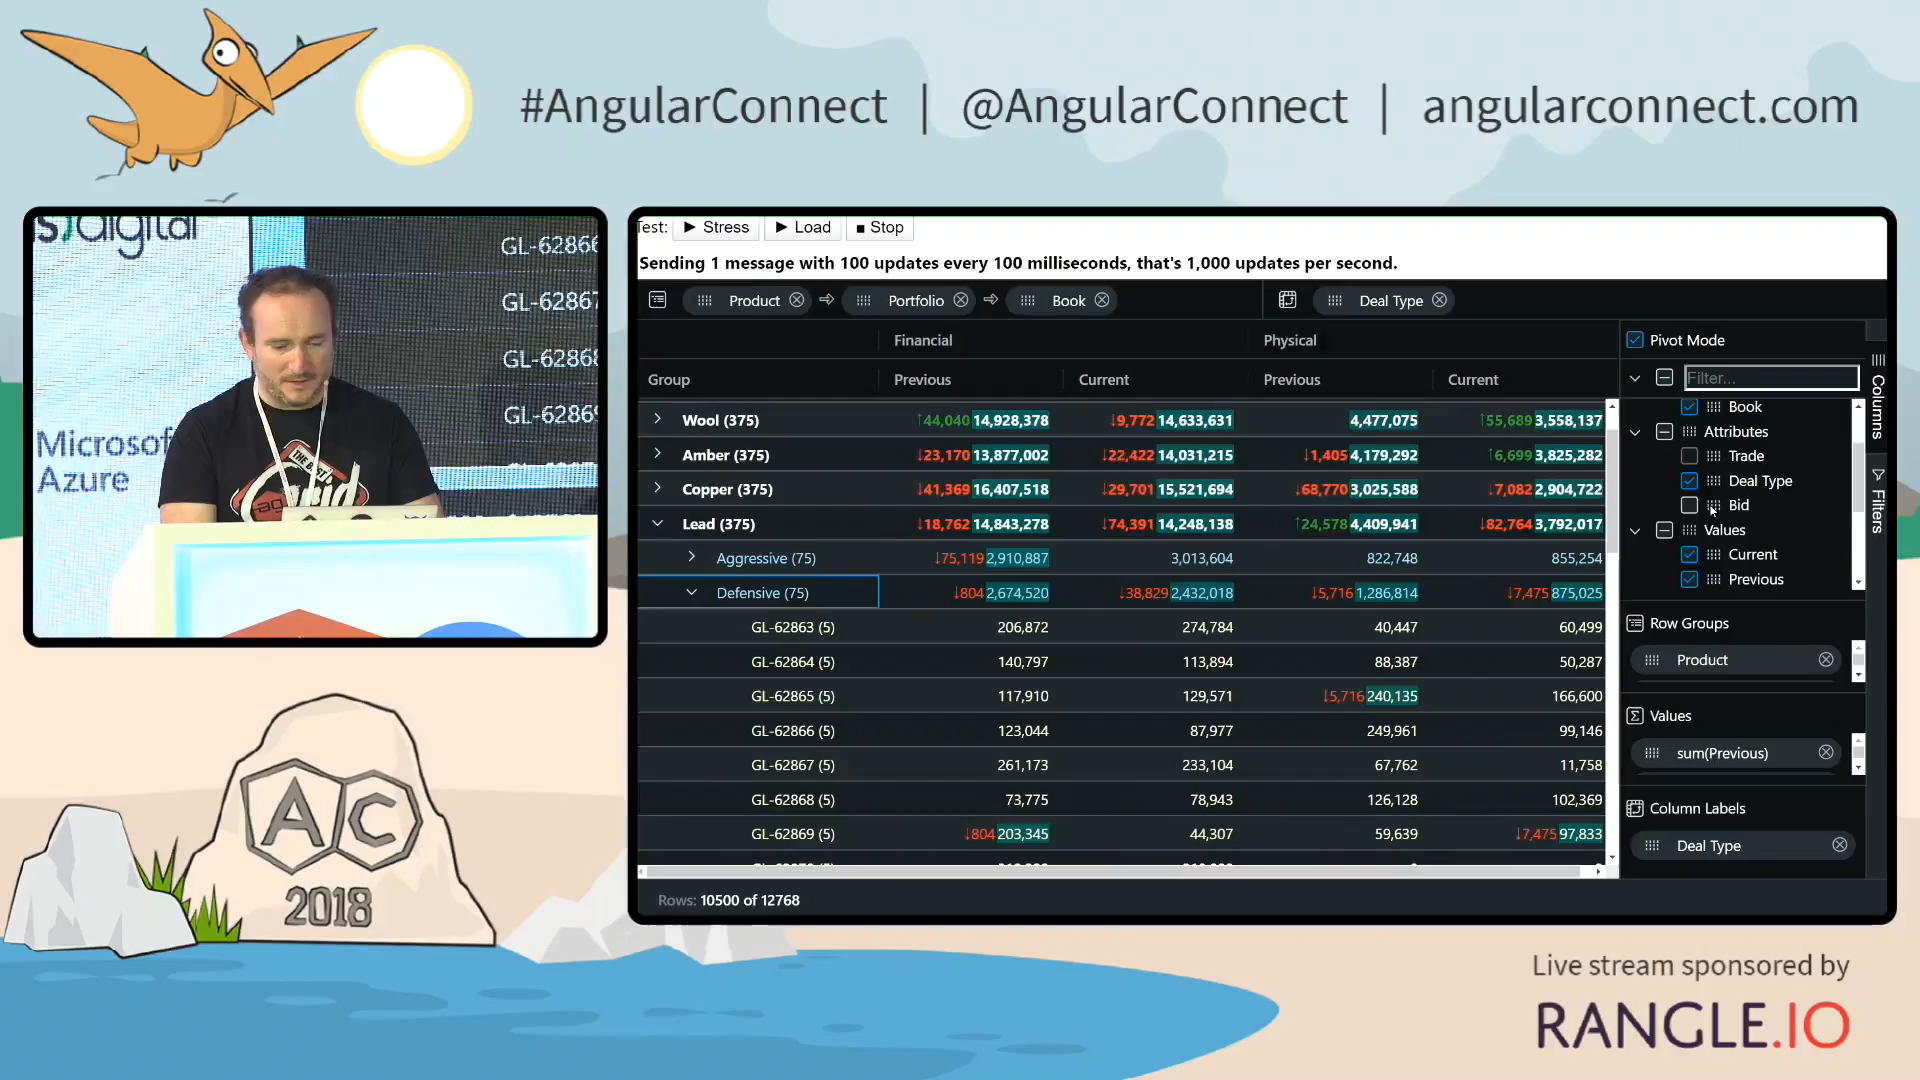 #AngularConnect | @AngularConnect | angularconnect.com
digital
Microsoft
Azure
GL-62866
GL-62867
GL-62868
GL-62869
Test: ▶ Stress ▶ Load ■ Stop
Sending 1 message with 100 updates every 100 milliseconds, that's 1,000 updates per second.
Product ⇨ Portfolio ⇨ Book Deal Type
Financial Physical
Group Previous Current Previous Current
Wool (375) ↑44,040 14,928,378 ↓9,772 14,633,631 4,477,075 ↑55,689 3,558,137
Amber (375) ↓23,170 13,877,002 ↓22,422 14,031,215 ↓1,405 4,179,292 ↑6,699 3,825,282
Copper (375) ↓41,369 16,407,518 ↓29,701 15,521,694 ↓68,770 3,025,588 ↓7,082 2,904,722
Lead (375) ↓18,762 14,843,278 ↓74,391 14,248,138 ↑24,578 4,409,941 ↓82,764 3,792,017
Aggressive (75) ↓75,119 2,910,887 3,013,604 822,748 855,254
Defensive (75) ↓804 2,674,520 ↓38,829 2,432,018 ↓5,716 1,286,814 ↓7,475 875,025
GL-62863 (5) 206,872 274,784 40,447 60,499
GL-62864 (5) 140,797 113,894 88,387 50,287
GL-62865 (5) 117,910 129,571 ↓5,716 240,135 166,600
GL-62866 (5) 123,044 87,977 249,961 99,146
GL-62867 (5) 261,173 233,104 67,762 11,758
GL-62868 (5) 73,775 78,943 126,128 102,369
GL-62869 (5) ↓804 203,345 44,307 59,639 ↓7,475 97,833
Rows: 10500 of 12768
Pivot Mode
Filter...
Book
Attributes
Trade
Deal Type
Bid
Values
Current
Previous
Row Groups
Product
Values
sum(Previous)
Column Labels
Deal Type
Columns
Filters
AC
2018
Live stream sponsored by
RANGLE.IO